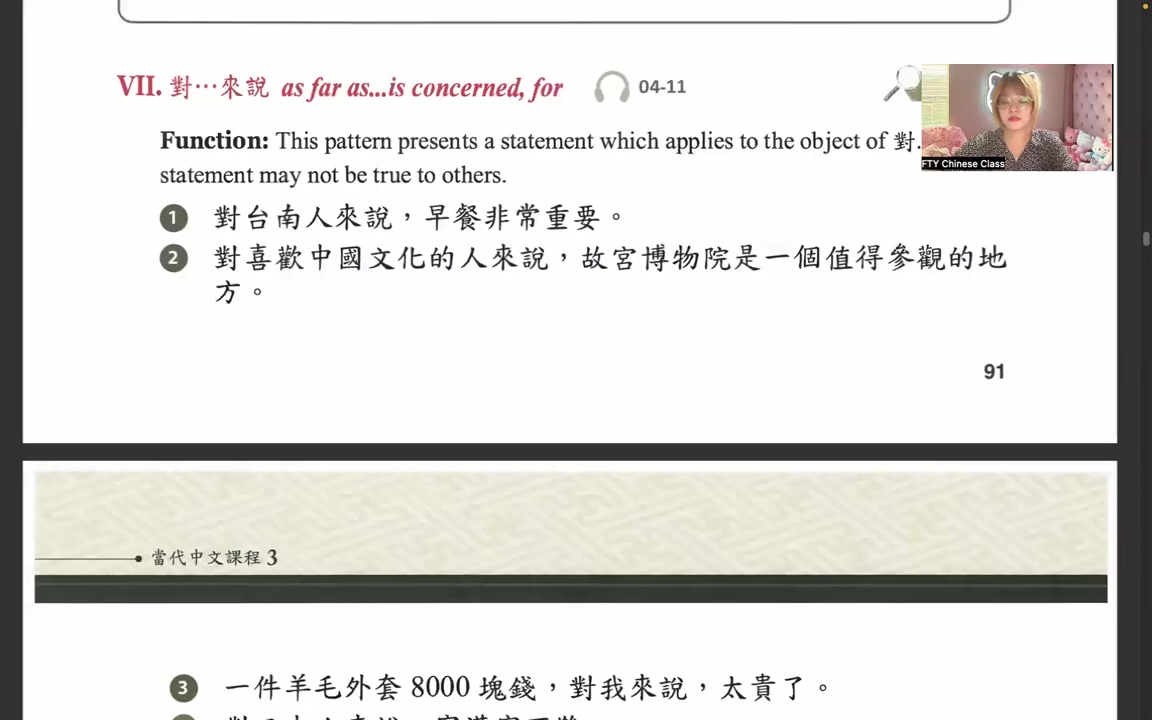 VII. 對…來說 as far as...is concerned, for 04-11
Function: This pattern presents a statement which applies to the object of 對.
FTY Chinese Class
statement may not be true to others.
1 對台南人來說，早餐非常重要。
2 對喜歡中國文化的人來說，故宮博物院是一個值得參觀的地
方。
91
當代中文課程 3
3 一件羊毛外套 8000 塊錢，對我來說，太貴了。